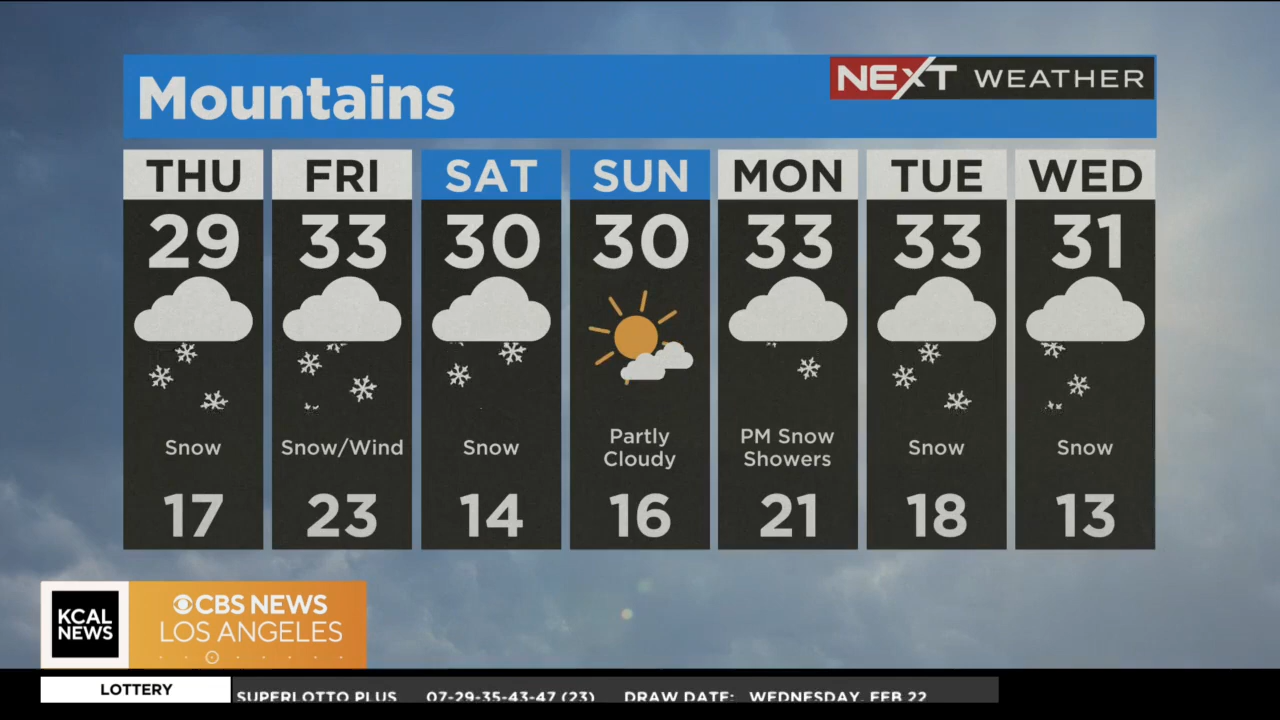 Mountains
NEXT WEATHER
THU FRI SAT SUN MON TUE WED
29 33 30 30 33 33 31
Snow Snow/Wind Snow Partly Cloudy PM Snow Showers Snow Snow
17 23 14 16 21 18 13
KCAL NEWS
CBS NEWS
LOS ANGELES
LOTTERY
SUPERLOTTO PLUS 07-29-35-43-47 (23) DRAW DATE: WEDNESDAY, FEB 22